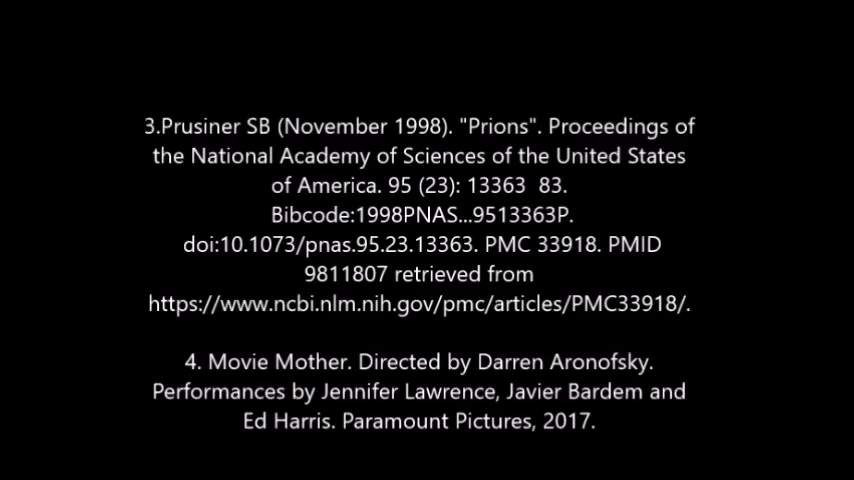 3.Prusiner SB (November 1998). "Prions". Proceedings of
the National Academy of Sciences of the United States
of America. 95 (23): 13363  83.
Bibcode:1998PNAS...9513363P.
doi:10.1073/pnas.95.23.13363. PMC 33918. PMID
9811807 retrieved from
https://www.ncbi.nlm.nih.gov/pmc/articles/PMC33918/.
4. Movie Mother. Directed by Darren Aronofsky.
Performances by Jennifer Lawrence, Javier Bardem and
Ed Harris. Paramount Pictures, 2017.